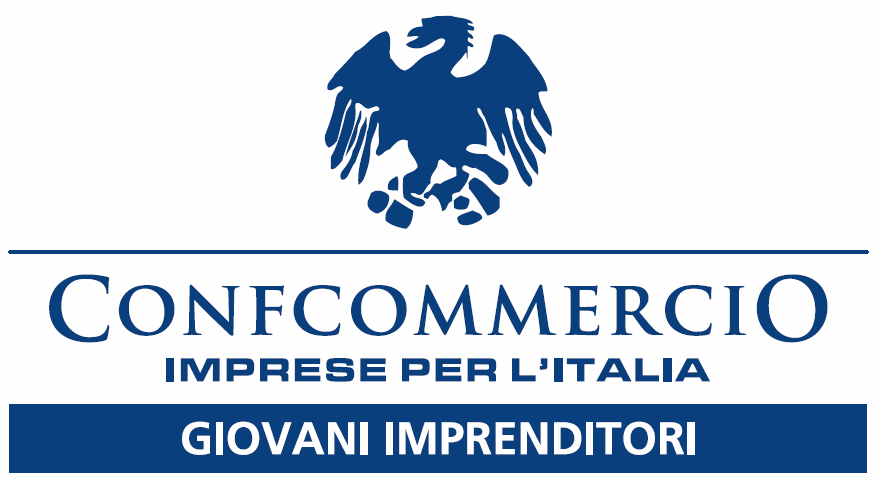 CONFCOMMERCIO
IMPRESE PER L'ITALIA
GIOVANI IMPRENDITORI